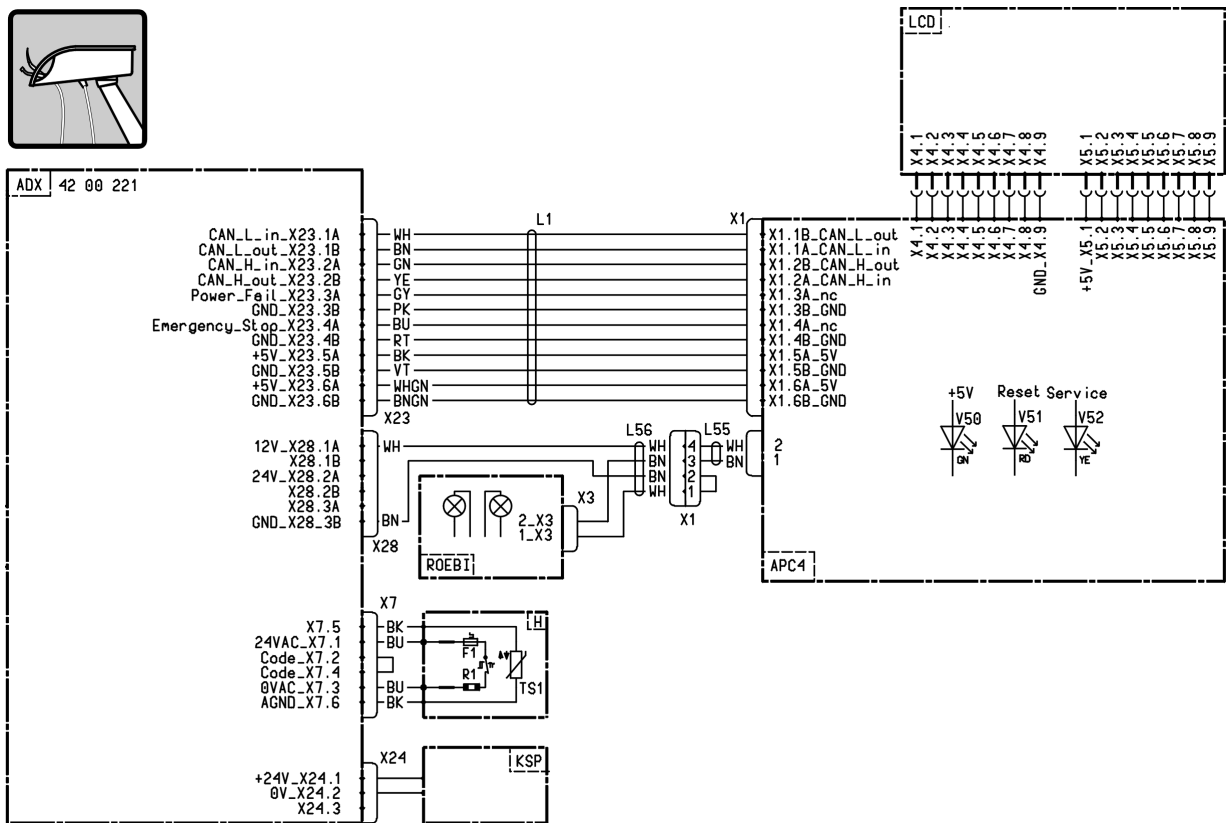 LCD
X4.1 X4.2 X4.3 X4.4 X4.5 X4.6 X4.7 X4.8 X4.9 X5.1 X5.2 X5.3 X5.4 X5.5 X5.6 X5.7 X5.8 X5.9
X4.1 X4.2 X4.3 X4.4 X4.5 X4.6 X4.7 X4.8 GND_X4.9 +5V_X5.1 X5.2 X5.3 X5.4 X5.5 X5.6 X5.7 X5.8 X5.9
ADX 42 00 221
L1 X1
CAN_L_in_X23.1A WH X1.1B_CAN_L_out
CAN_L_out_X23.1B BN X1.1A_CAN_L_in
CAN_H_in_X23.2A GN X1.2B_CAN_H_out
CAN_H_out_X23.2B YE X1.2A_CAN_H_in
Power_Fail_X23.3A GY X1.3A_nc
GND_X23.3B PK X1.3B_GND
Emergency_Stop_X23.4A BU X1.4A_nc
GND_X23.4B RT X1.4B_GND
+5V_X23.5A BK X1.5A_5V
GND_X23.5B VT X1.5B_GND
+5V_X23.6A WHGN X1.6A_5V
GND_X23.6B BNGN X1.6B_GND
X23
+5V Reset Service
V50 V51 V52
GN RD YE
L56 L55
12V_X28.1A WH WH 4 WH 2
X28.1B BN 3 BN 1
24V_X28.2A BN 2
X28.2B WH 1
X28.3A
GND_X28_3B BN
X28
X3
2_X3
1_X3
X1
ROEBI
APC4
X7
H
X7.5 BK
24VAC_X7.1 BU
F1
Code_X7.2
Code_X7.4
R1
TS1
0VAC_X7.3 BU
AGND_X7.6 BK
X24
KSP
+24V_X24.1
0V_X24.2
X24.3